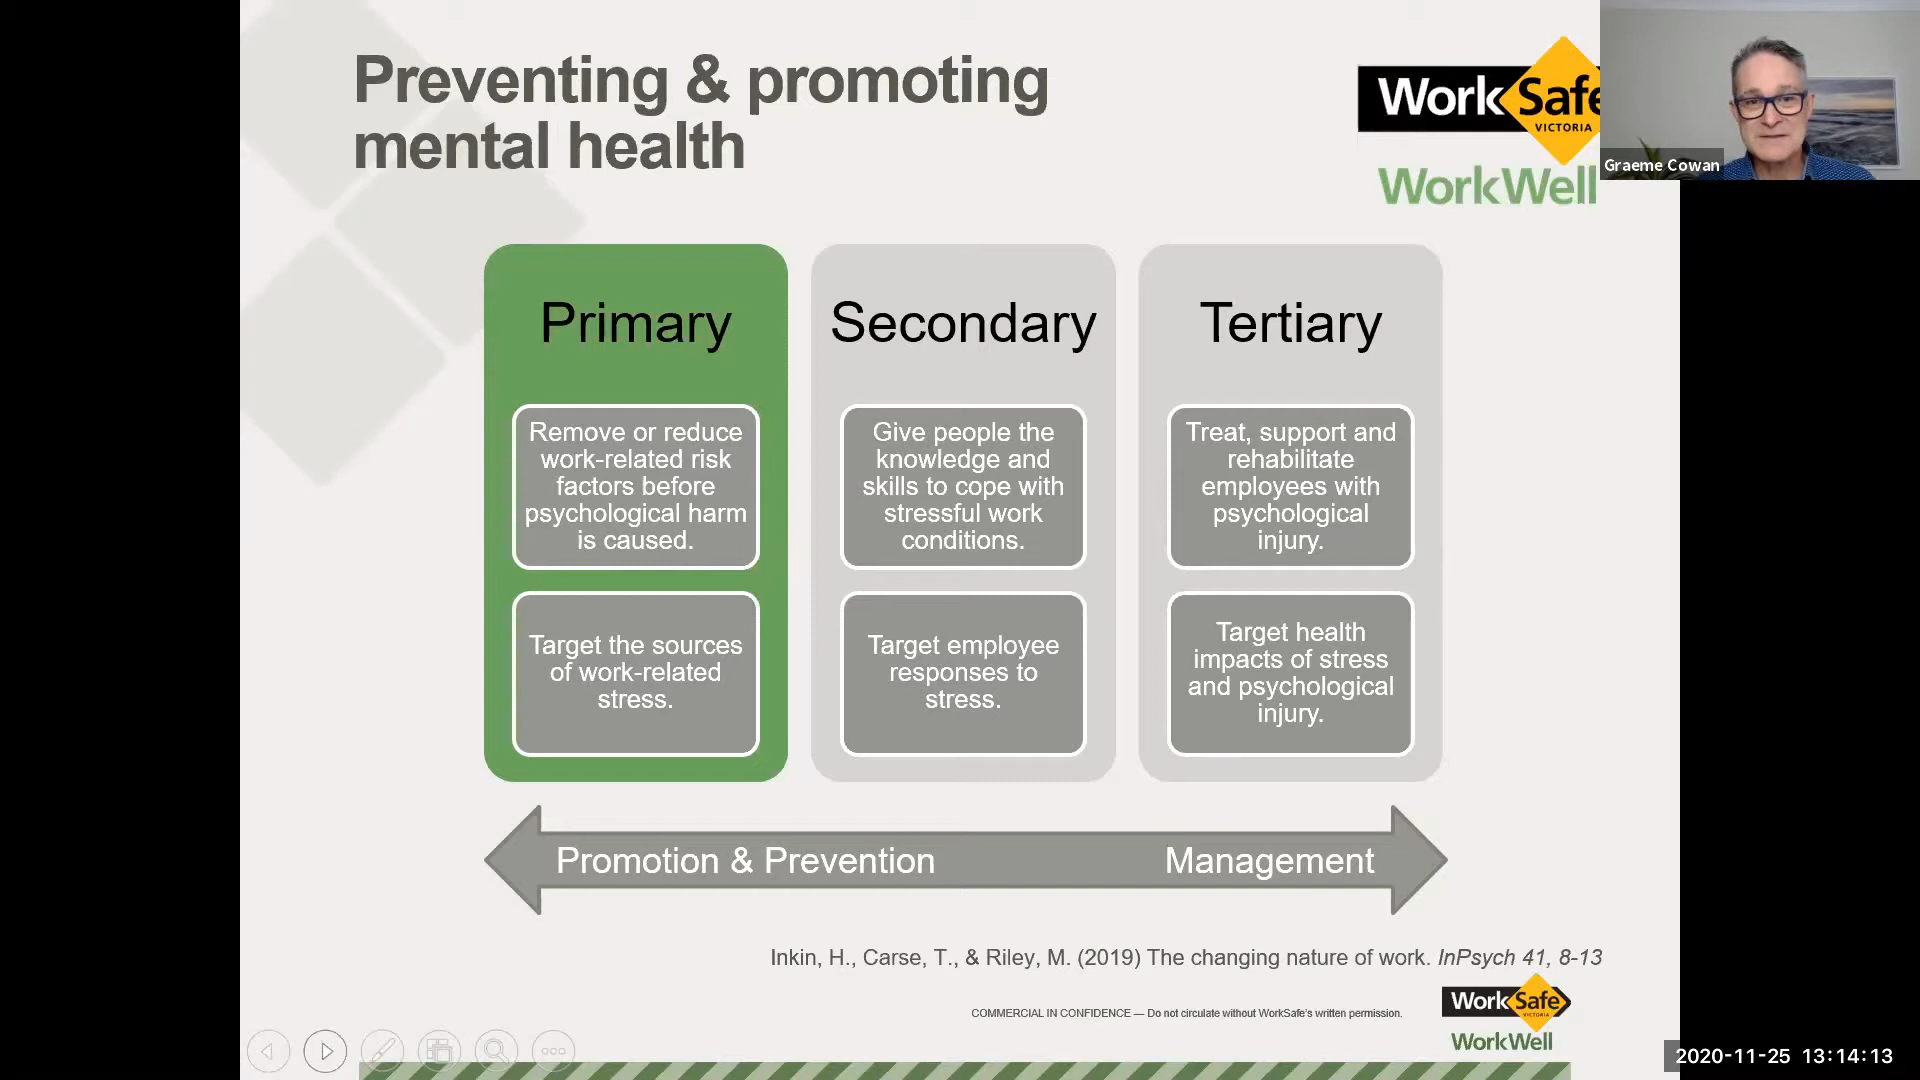 Preventing & promoting
mental health
WorkSafe
VICTORIA
WorkWell
Graeme Cowan
Primary
Remove or reduce
work-related risk
factors before
psychological harm
is caused.
Target the sources
of work-related
stress.
Secondary
Give people the
knowledge and
skills to cope with
stressful work
conditions.
Target employee
responses to
stress.
Tertiary
Treat, support and
rehabilitate
employees with
psychological
injury.
Target health
impacts of stress
and psychological
injury.
Promotion & Prevention
Management
Inkin, H., Carse, T., & Riley, M. (2019) The changing nature of work. InPsych 41, 8-13
COMMERCIAL IN CONFIDENCE — Do not circulate without WorkSafe's written permission.
WorkSafe
VICTORIA
WorkWell
2020-11-25 13:14:13